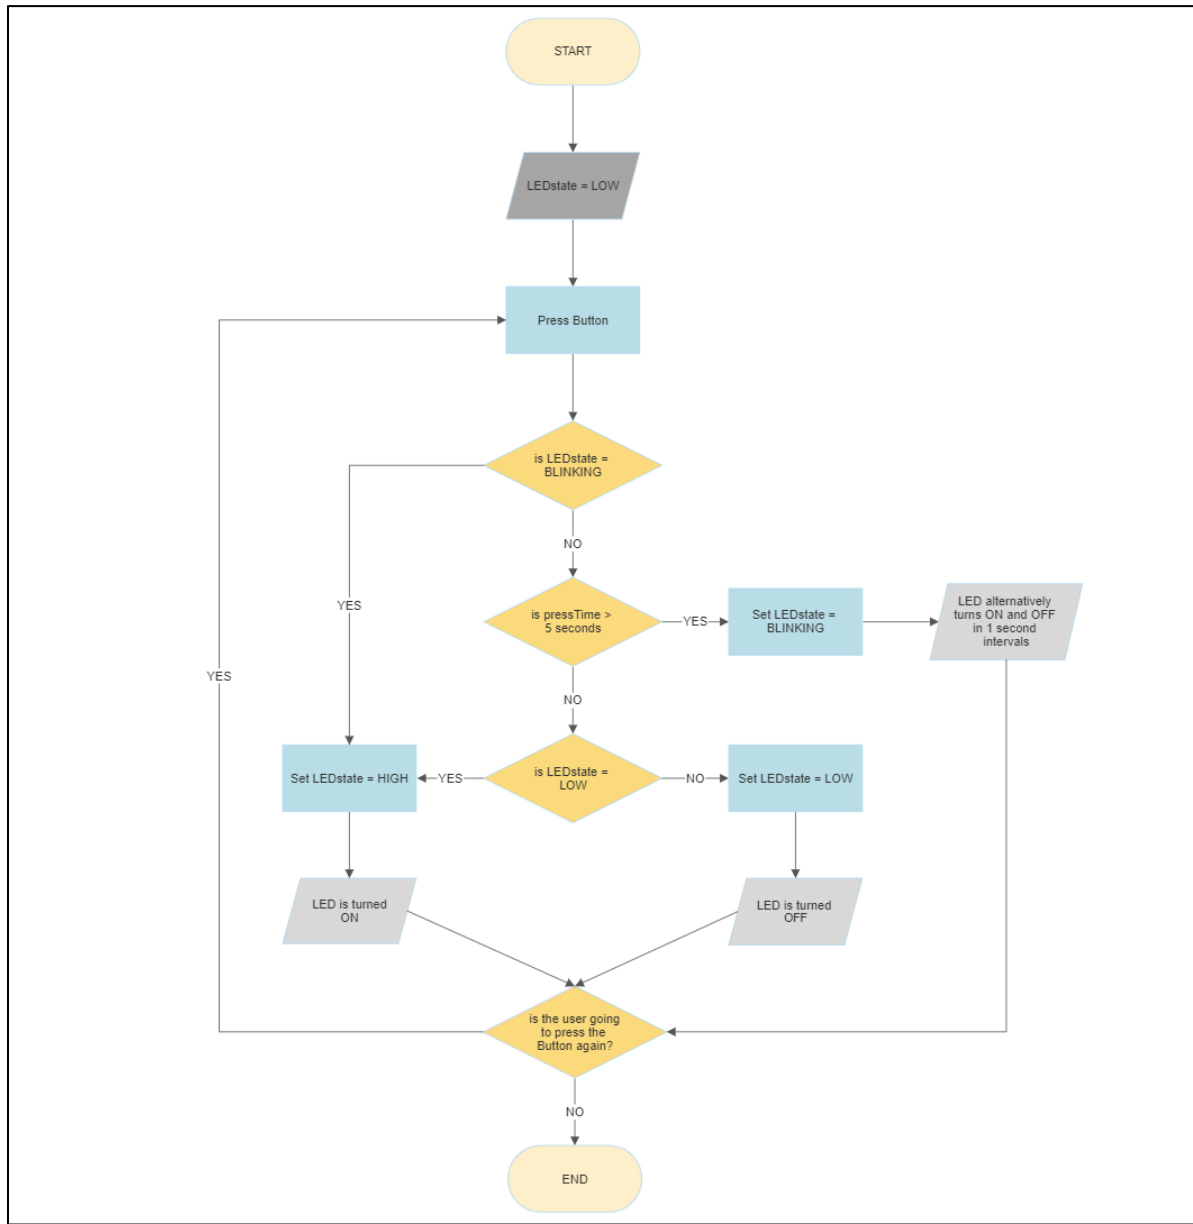 START
LEDstate = LOW
Press Button
is LEDstate =
BLINKING
NO
YES
is pressTime >
5 seconds
YES
Set LEDstate =
BLINKING
LED alternatively
turns ON and OFF
in 1 second
intervals
YES
NO
Set LEDstate = HIGH
YES
is LEDstate =
LOW
NO
Set LEDstate = LOW
LED is turned
ON
LED is turned
OFF
is the user going
to press the
Button again?
NO
END